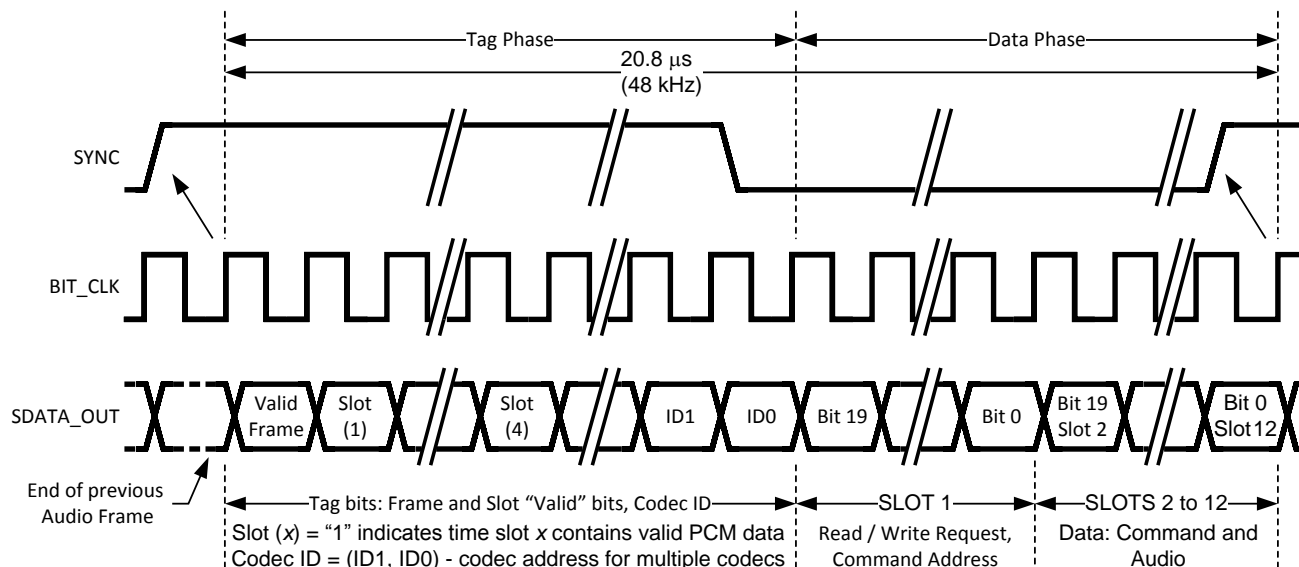 Tag Phase
Data Phase
20.8 μs
(48 kHz)
SYNC
BIT_CLK
SDATA_OUT
Valid
Frame
Slot
(1)
Slot
(4)
ID1
ID0
Bit 19
Bit 0
Bit 19
Slot 2
Bit 0
Slot12
End of previous
Audio Frame
Tag bits: Frame and Slot “Valid” bits, Codec ID
Slot (x) = “1” indicates time slot x contains valid PCM data
Codec ID = (ID1, ID0) - codec address for multiple codecs
SLOT 1
Read / Write Request,
Command Address
SLOTS 2 to 12
Data: Command and
Audio